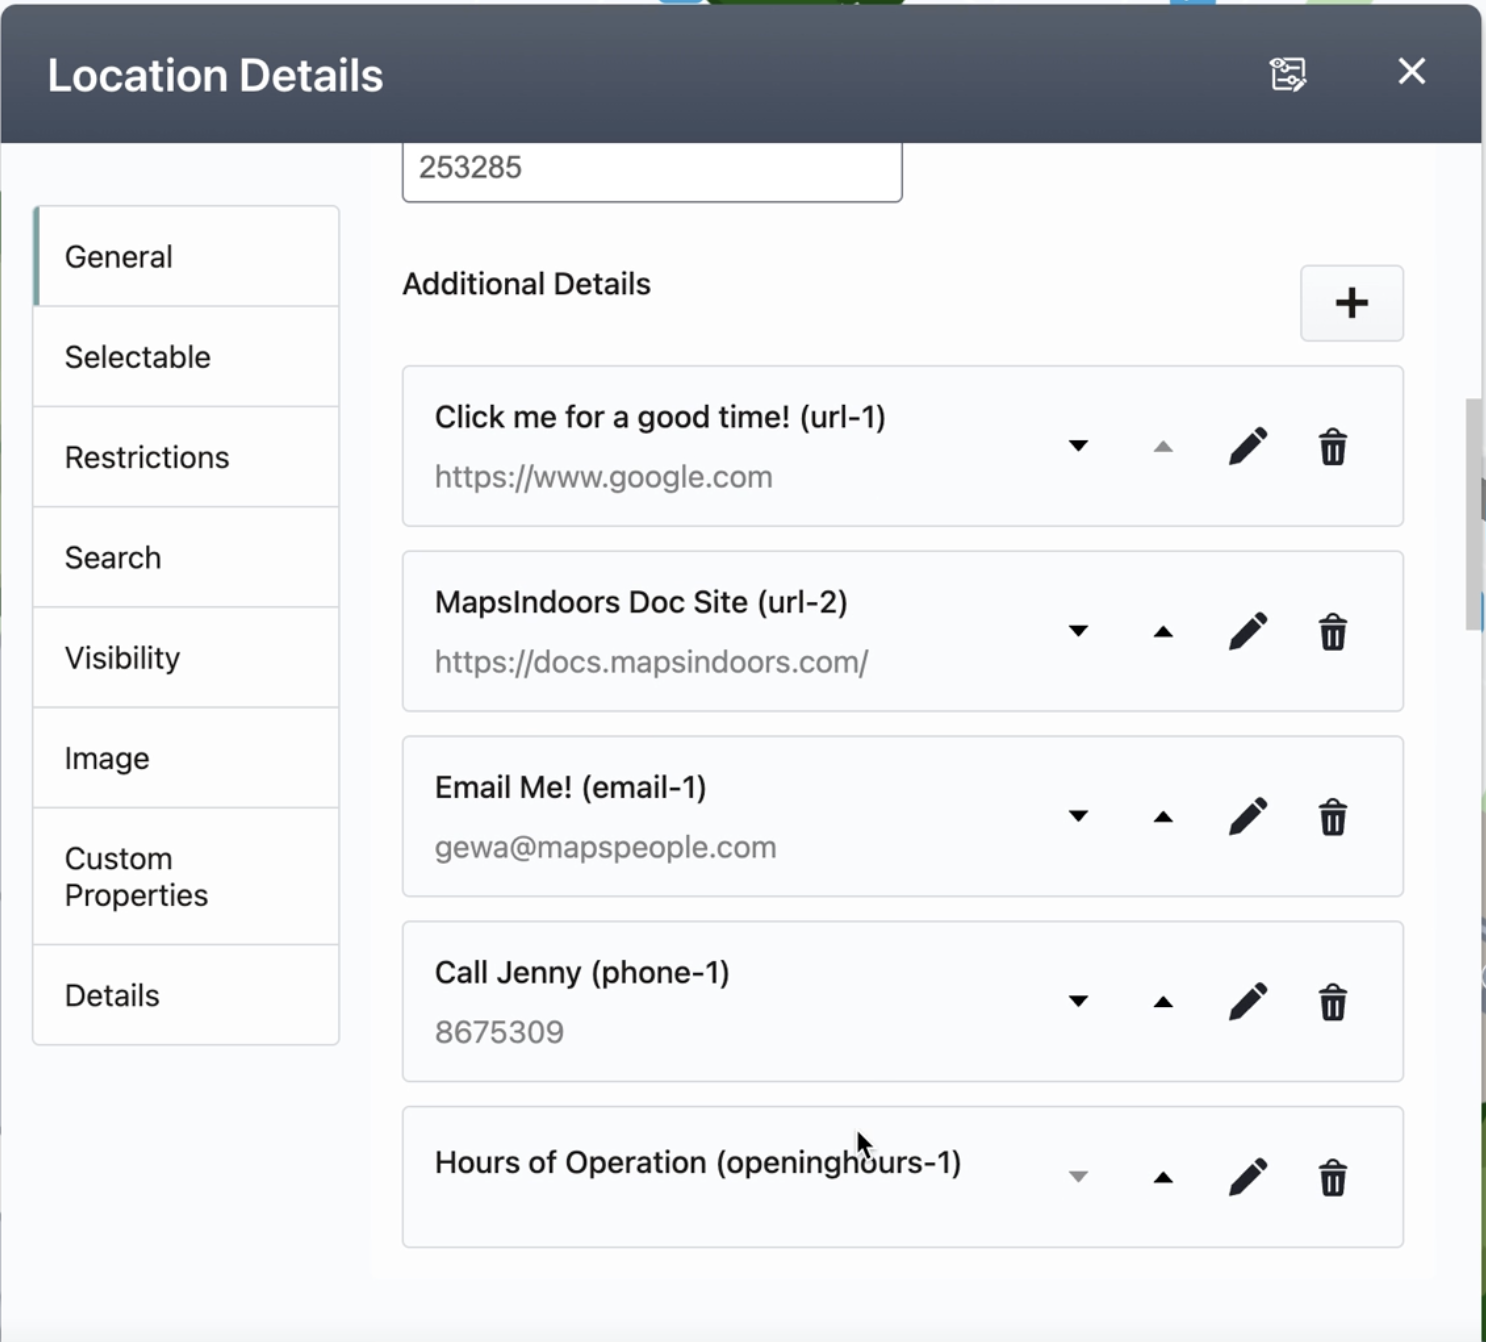 Location Details
253285
General
Selectable
Restrictions
Search
Visibility
Image
Custom
Properties
Details
Additional Details
Click me for a good time! (url-1)
https://www.google.com
MapsIndoors Doc Site (url-2)
https://docs.mapsindoors.com/
Email Me! (email-1)
gewa@mapspeople.com
Call Jenny (phone-1)
8675309
Hours of Operation (openinghours-1)